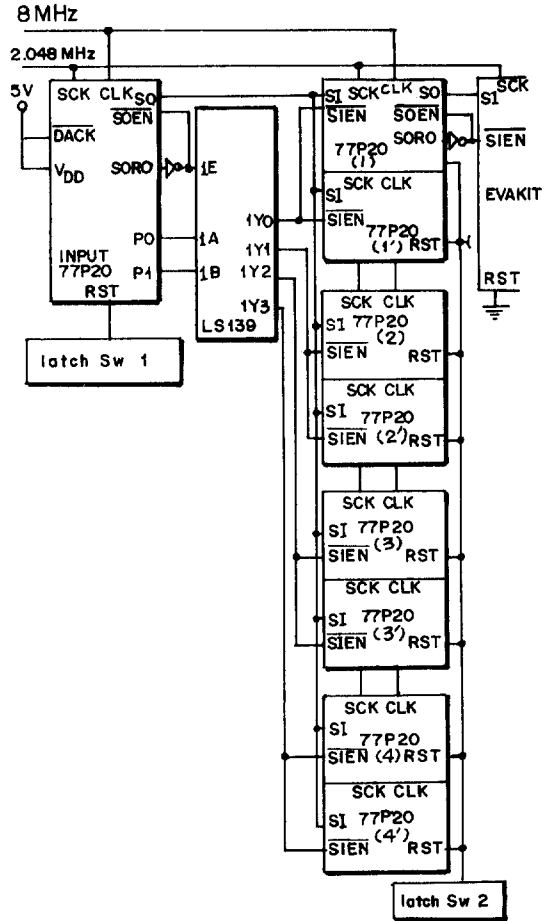 8 MHz
2.048 MHz
5V
SCK CLK SO
SOEN
DACK
SORO
VDD
P0
INPUT
77P20
P1
RST
latch Sw 1
1E
1A
1B
1Y0
1Y1
1Y2
1Y3
LS139
SI SCK CLK SO
SIEN SOEN
SORO
77P20
(1)
SCK CLK
SI
SIEN 77P20
(1')
RST
SI SCK
SIEN
EVAKIT
RST
SCK CLK
SI 77P20
(2)
SIEN RST
SCK CLK
SI 77P20
SIEN (2') RST
SCK CLK
SI 77P20
SIEN (3) RST
SCK CLK
SI 77P20
SIEN (3') RST
SCK CLK
SI 77P20
SIEN (4) RST
SCK CLK
SI 77P20
(4')
SIEN RST
latch Sw 2